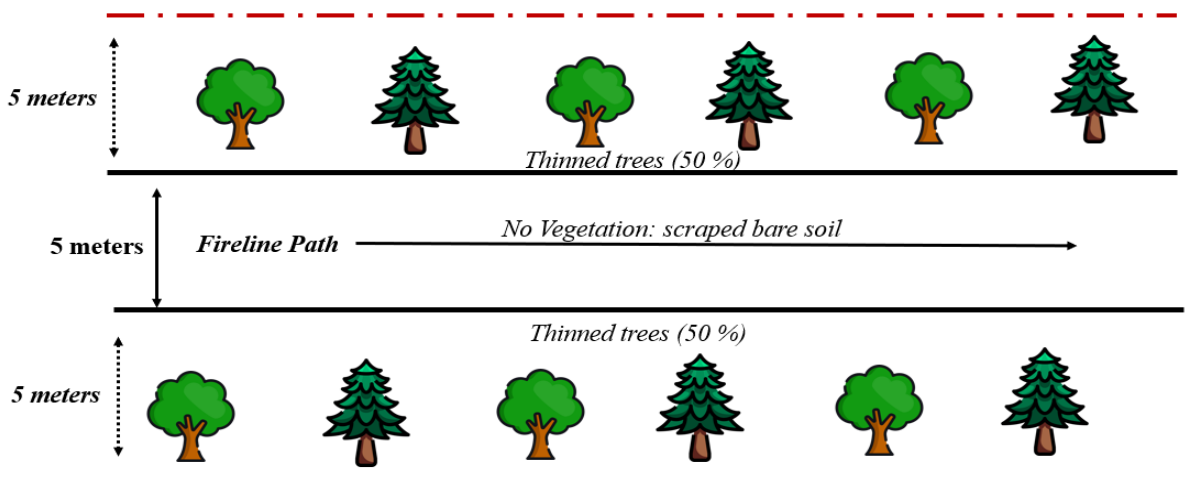 5 meters
Thinned trees (50 %)
No Vegetation: scraped bare soil
5 meters
Fireline Path
Thinned trees (50 %)
5 meters